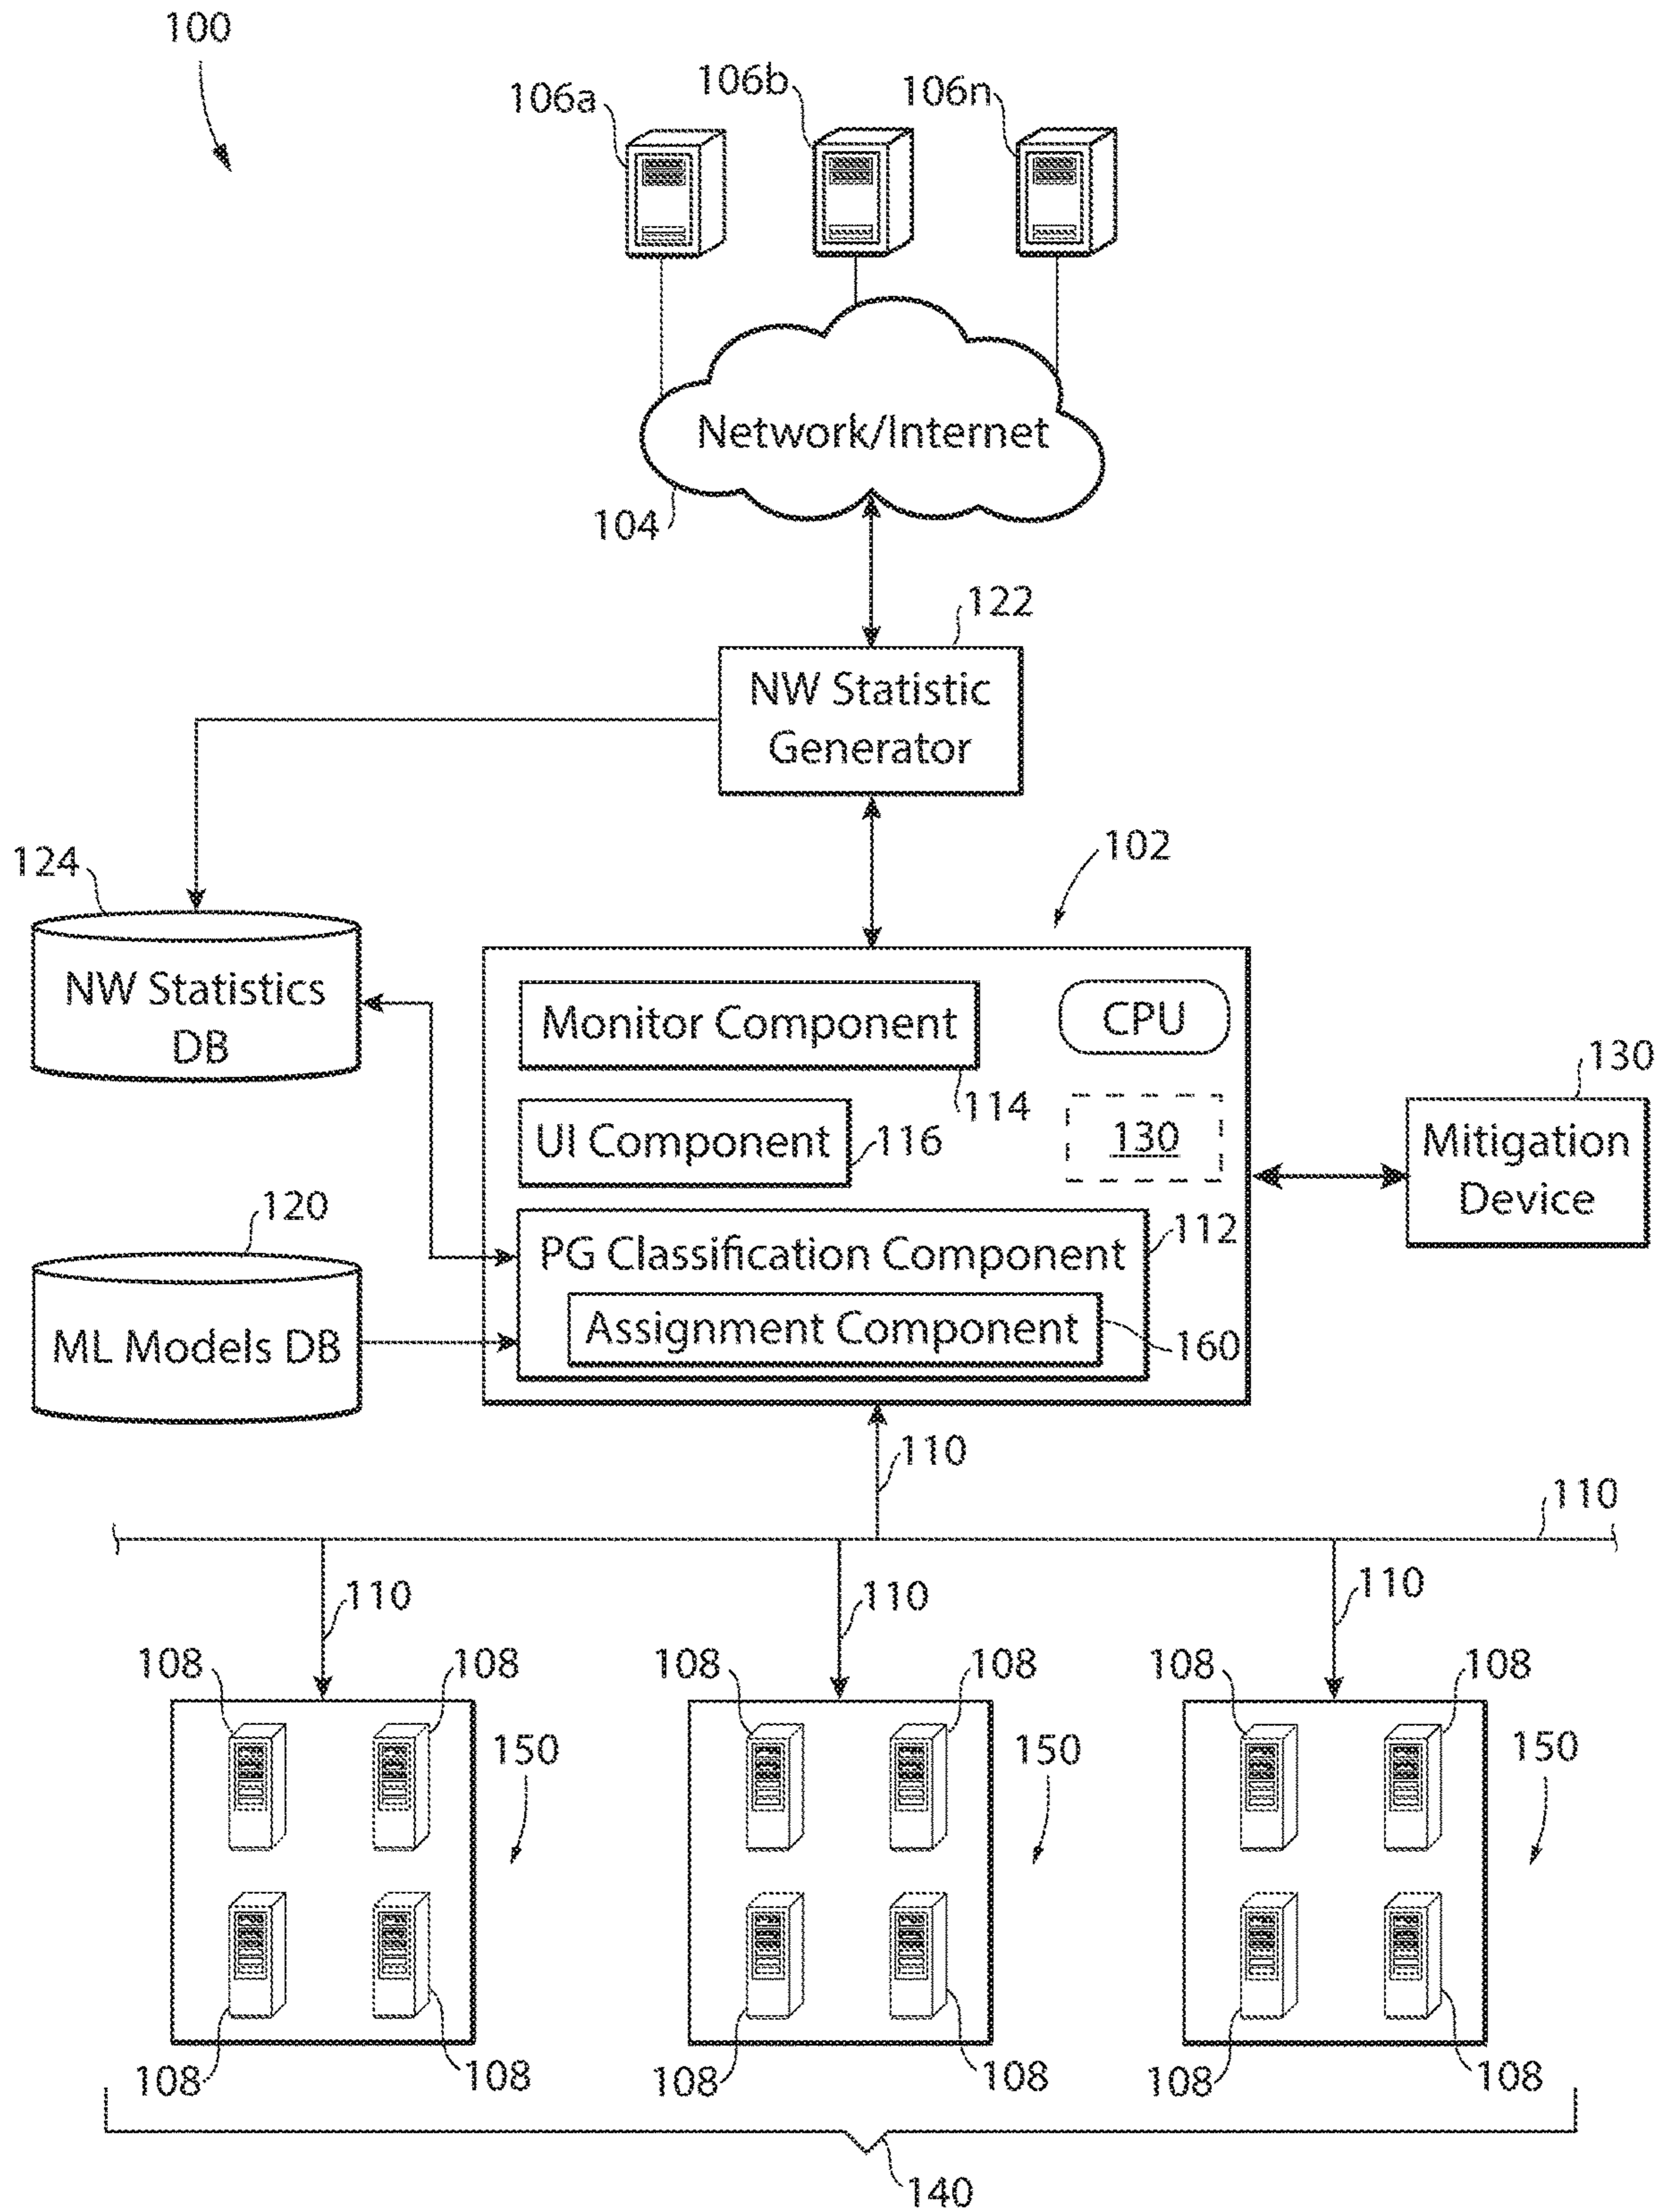 100
106a
106b
106n
Network/Internet
104
122
NW Statistic
Generator
102
124
NW Statistics
DB
Monitor Component
CPU
114
130
UI Component
116
130
Mitigation
Device
120
PG Classification Component
112
ML Models DB
Assignment Component
160
110
110
110
110
110
108
108
108
108
108
108
150
150
150
108
108
108
108
108
108
140